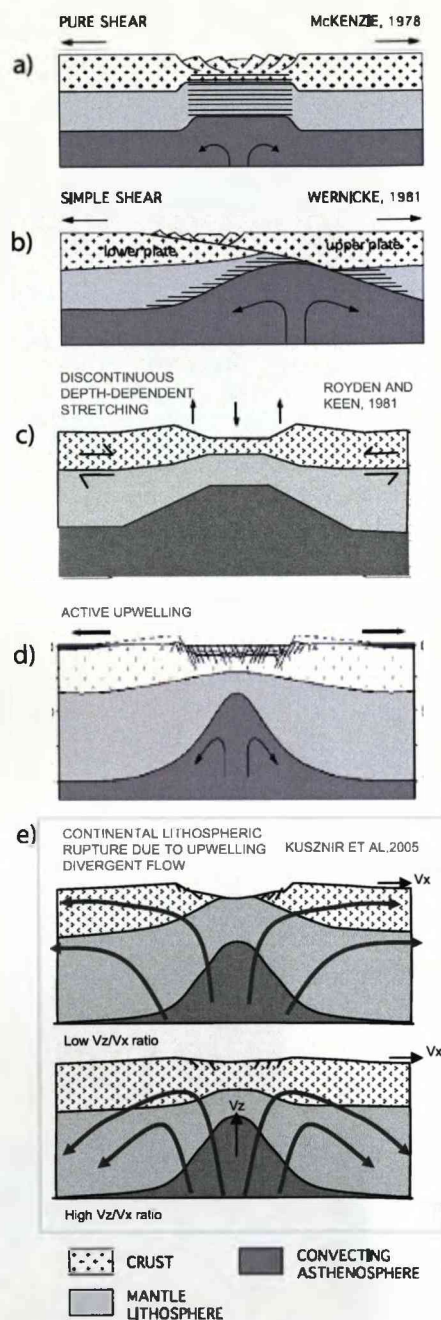 PURE SHEAR McKENZIE, 1978
a)
SIMPLE SHEAR WERNICKE, 1981
b)
lower plate upper plate
DISCONTINUOUS
DEPTH-DEPENDENT
STRETCHING
ROYDEN AND
KEEN, 1981
c)
ACTIVE UPWELLING
d)
e)
CONTINENTAL LITHOSPHERIC
RUPTURE DUE TO UPWELLING
DIVERGENT FLOW
KUSZNIR ET AL,2005
Vx
Low Vz/Vx ratio
Vx
Vz
High Vz/Vx ratio
CRUST
MANTLE
LITHOSPHERE
CONVECTING
ASTHENOSPHERE